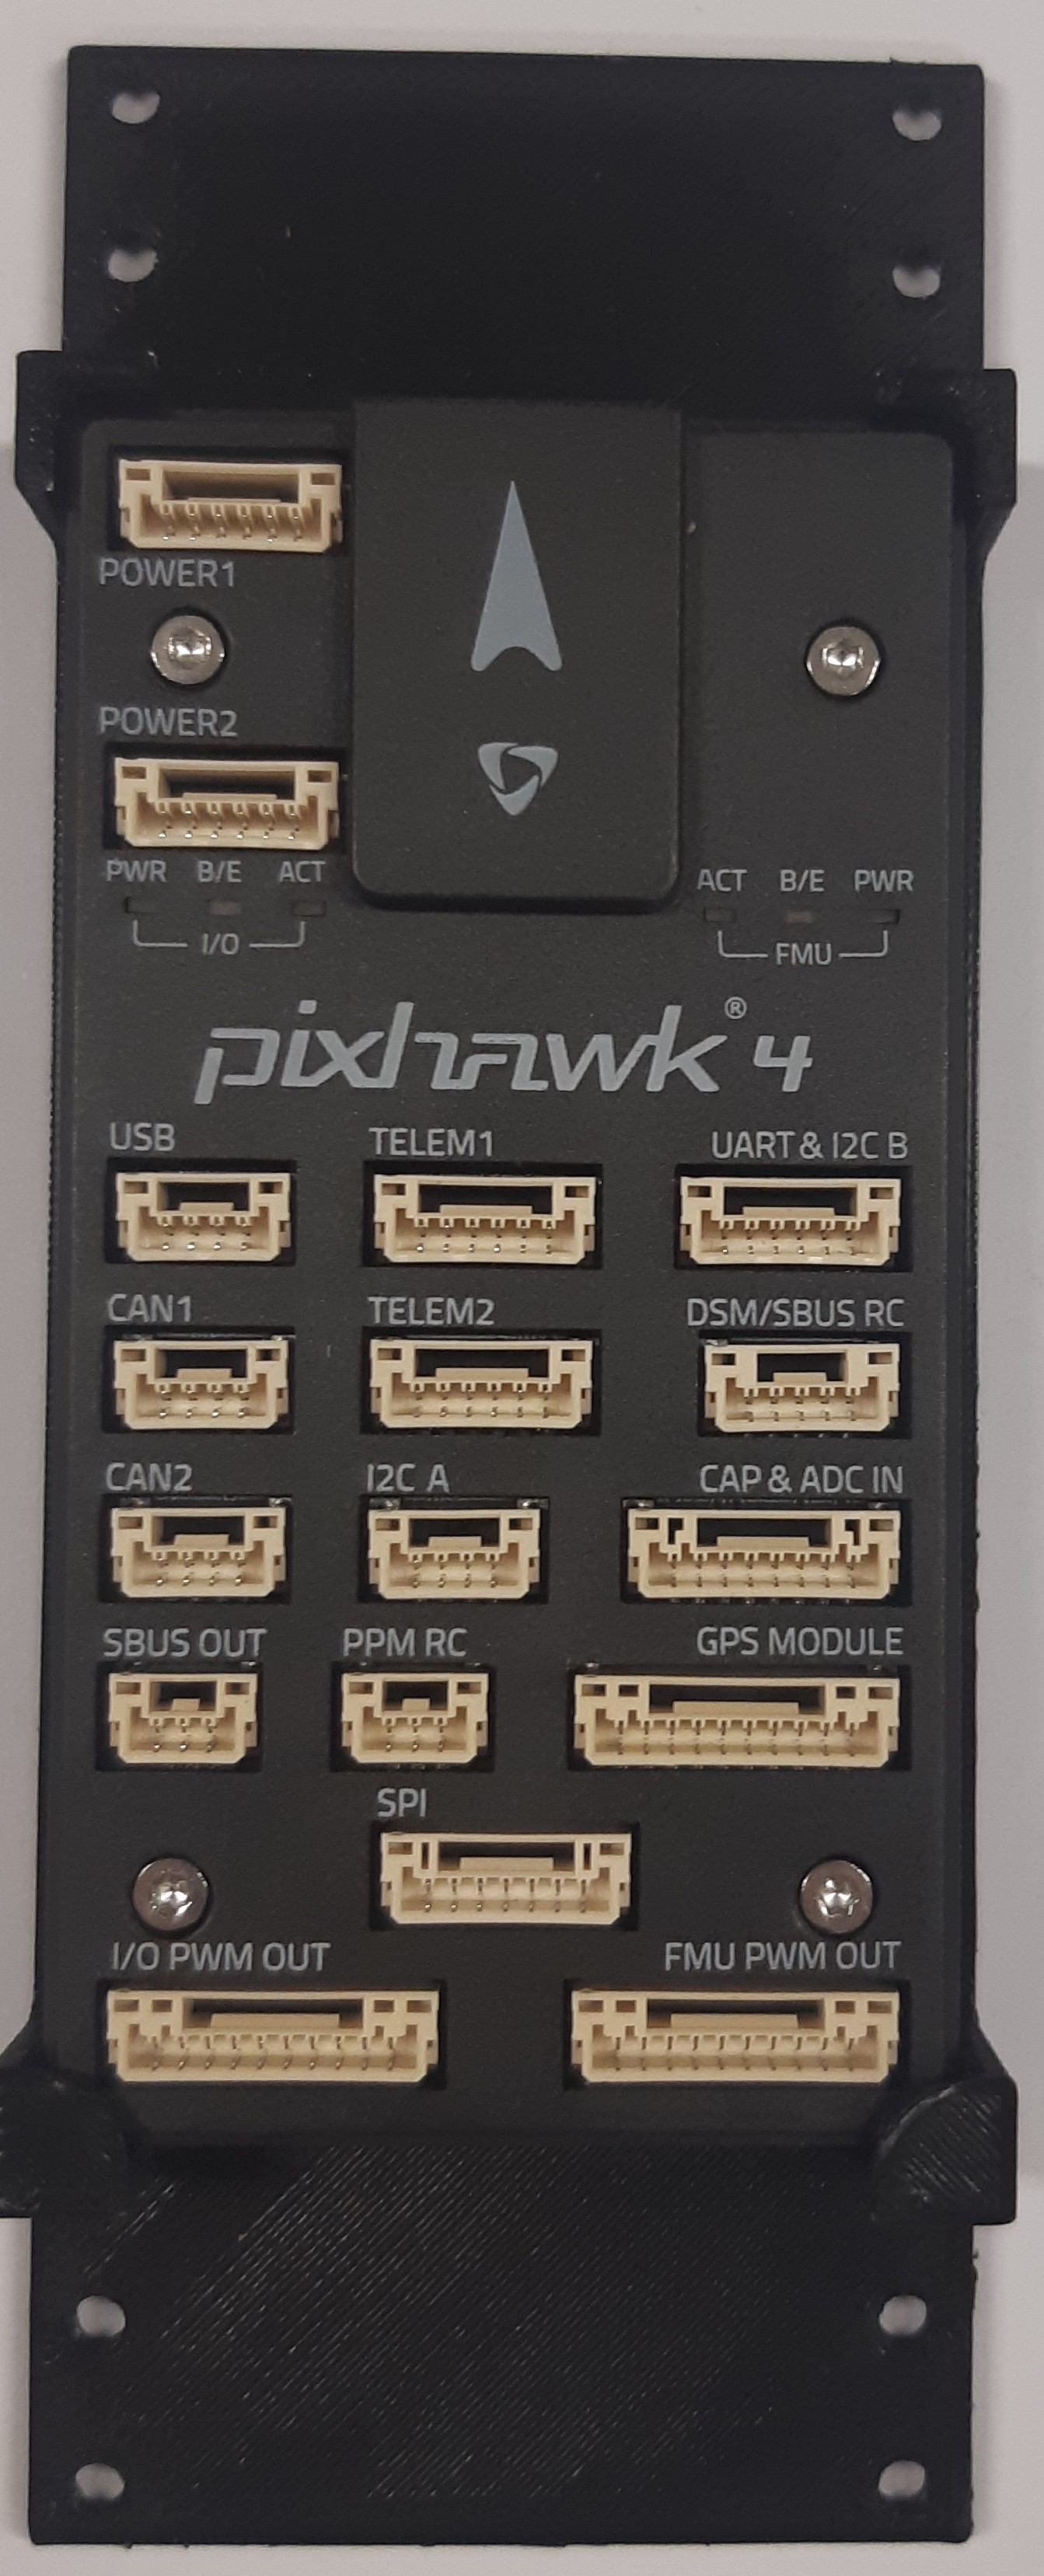 POWER1
POWER2
PWR B/E ACT
I/O
ACT B/E PWR
FMU
pixhawk® 4
USB TELEM1 UART & I2C B
CAN1 TELEM2 DSM/SBUS RC
CAN2 I2C A CAP & ADC IN
SBUS OUT PPM RC GPS MODULE
SPI
I/O PWM OUT FMU PWM OUT